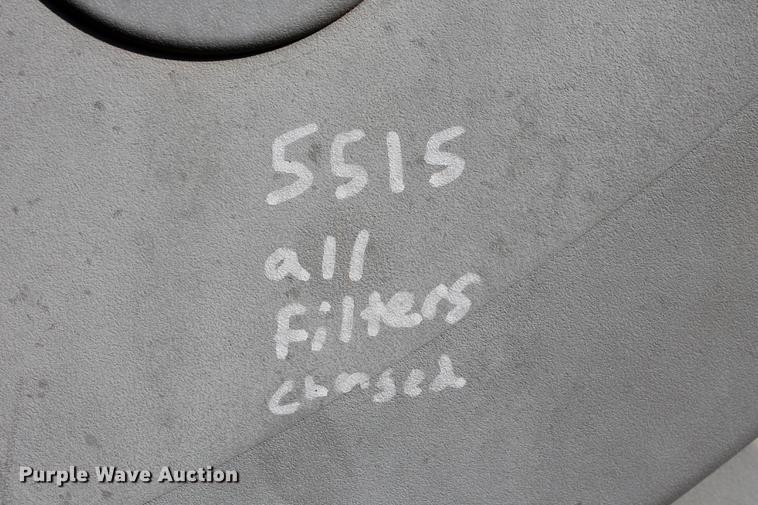 5515
all
Filters
changed
Purple Wave Auction